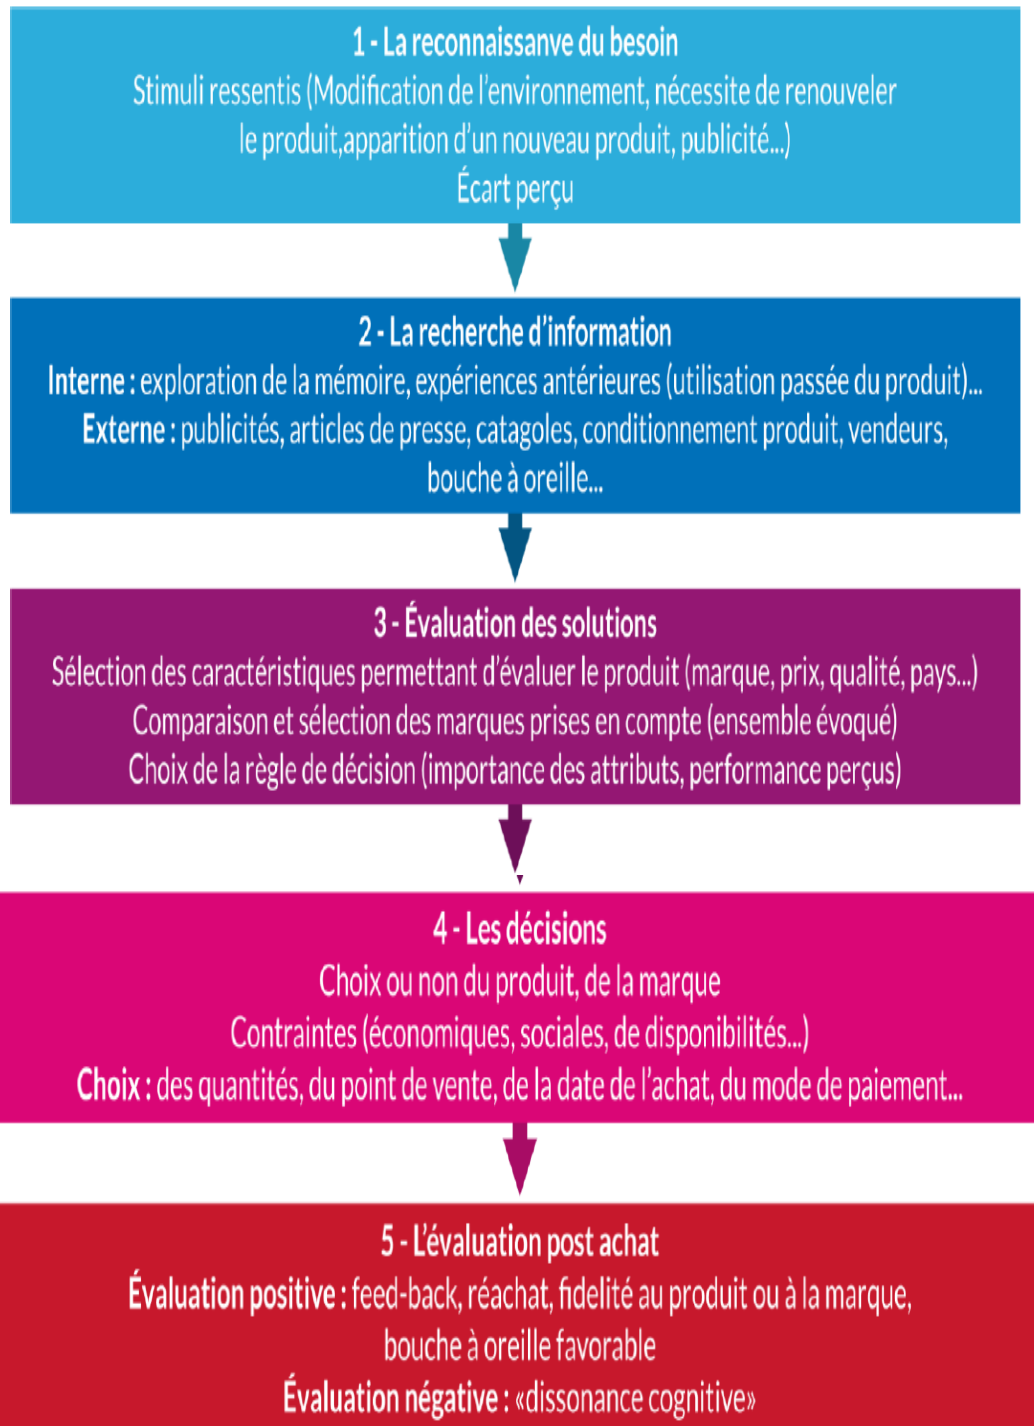 1 - La reconnaissanve du besoin
Stimuli ressentis (Modification de l’environnement, nécessite de renouveler
le produit,apparition d’un nouveau produit, publicité...)
Écart perçu
2 - La recherche d’information
Interne : exploration de la mémoire, expériences antérieures (utilisation passée du produit)...
Externe : publicités, articles de presse, catagoles, conditionnement produit, vendeurs,
bouche à oreille...
3 - Évaluation des solutions
Sélection des caractéristiques permettant d’évaluer le produit (marque, prix, qualité, pays...)
Comparaison et sélection des marques prises en compte (ensemble évoqué)
Choix de la règle de décision (importance des attributs, performance perçus)
4 - Les décisions
Choix ou non du produit, de la marque
Contraintes (économiques, sociales, de disponibilités...)
Choix : des quantités, du point de vente, de la date de l’achat, du mode de paiement...
5 - L’évaluation post achat
Évaluation positive : feed-back, réachat, fidelité au produit ou à la marque,
bouche à oreille favorable
Évaluation négative : «dissonance cognitive»